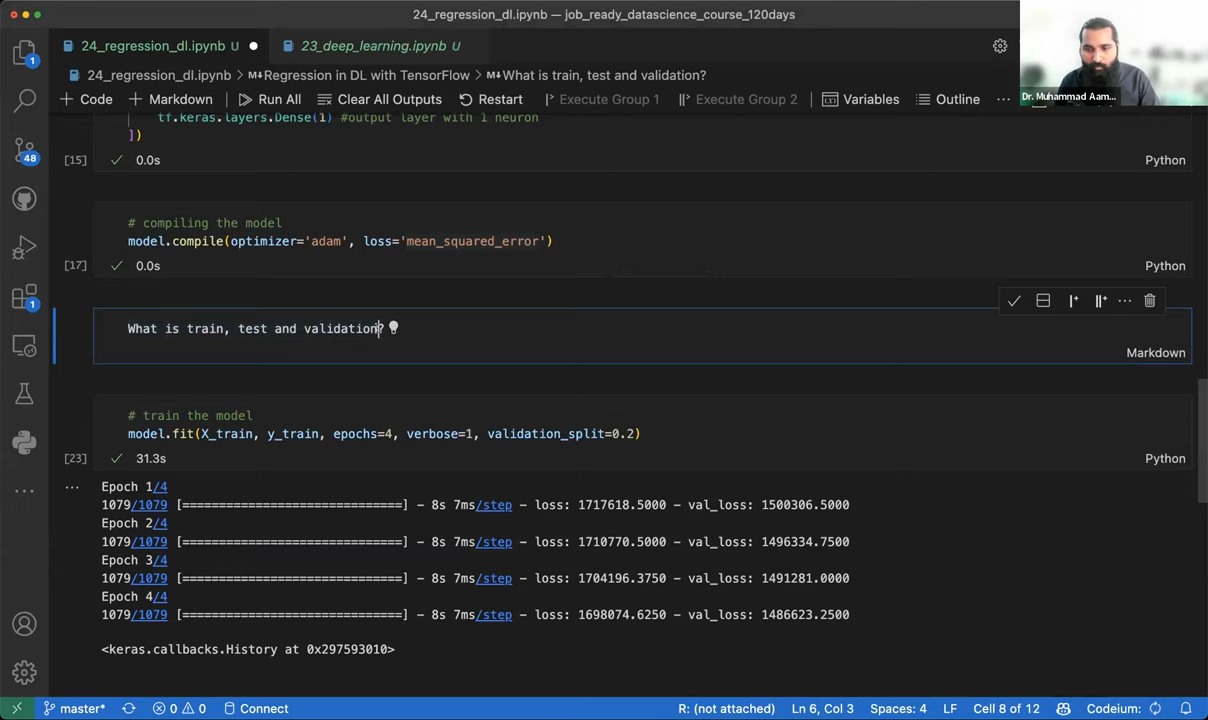 24_regression_dl.ipynb — job_ready_datascience_course_120days
24_regression_dl.ipynb U
23_deep_learning.ipynb U
24_regression_dl.ipynb > M↓Regression in DL with TensorFlow > M↓What is train, test and validation?
+ Code + Markdown Run All Clear All Outputs Restart Execute Group 1 Execute Group 2 Variables Outline ...
Dr. Muhammad Aam...
tf.keras.layers.Dense(1) #output layer with 1 neuron
])
[15] ✓ 0.0s Python
# compiling the model
model.compile(optimizer='adam', loss='mean_squared_error')
[17] ✓ 0.0s Python
What is train, test and validation?
Markdown
# train the model
model.fit(X_train, y_train, epochs=4, verbose=1, validation_split=0.2)
[23] ✓ 31.3s Python
... Epoch 1/4
1079/1079 [==============================] - 8s 7ms/step - loss: 1717618.5000 - val_loss: 1500306.5000
Epoch 2/4
1079/1079 [==============================] - 8s 7ms/step - loss: 1710770.5000 - val_loss: 1496334.7500
Epoch 3/4
1079/1079 [==============================] - 8s 7ms/step - loss: 1704196.3750 - val_loss: 1491281.0000
Epoch 4/4
1079/1079 [==============================] - 8s 7ms/step - loss: 1698074.6250 - val_loss: 1486623.2500
<keras.callbacks.History at 0x297593010>
1
48
1
master* 0 0 Connect R: (not attached) Ln 6, Col 3 Spaces: 4 LF Cell 8 of 12 Codeium: